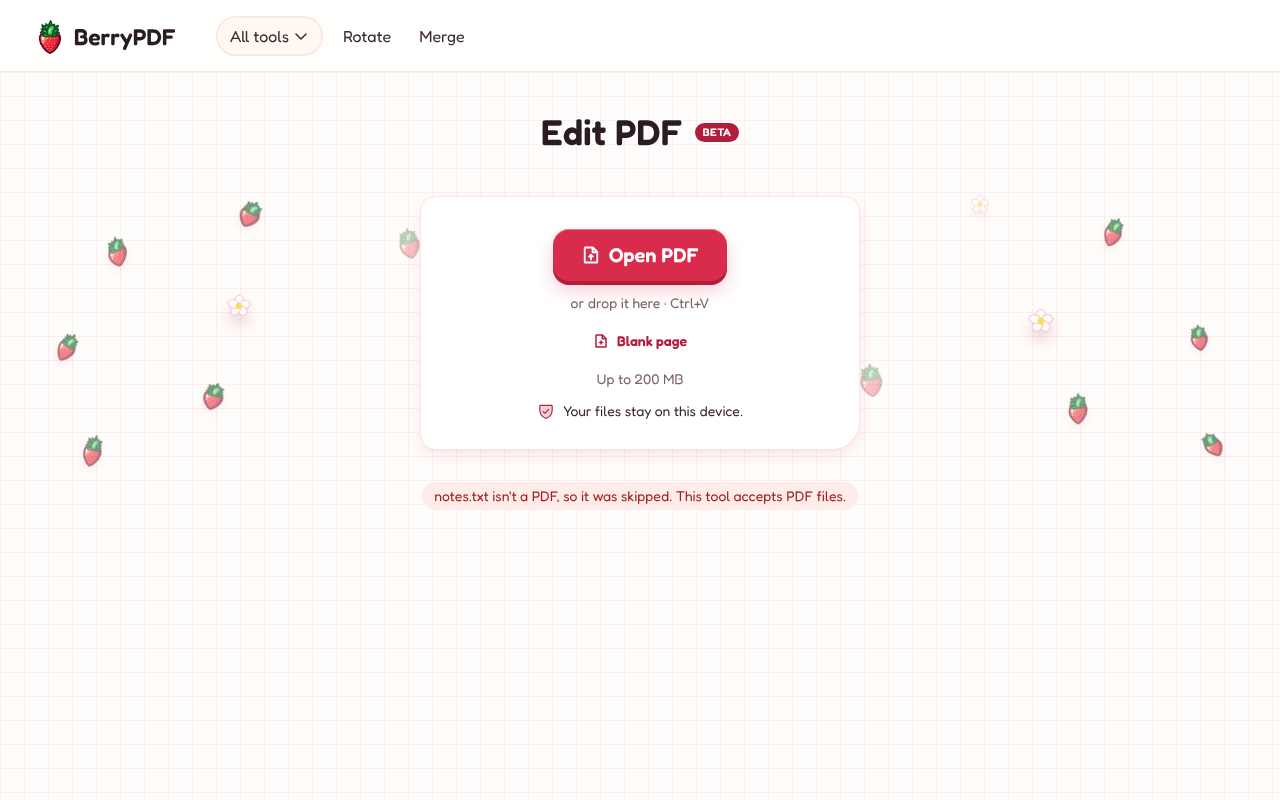 BerryPDF
All tools
Rotate
Merge
Edit PDF BETA
Open PDF
or drop it here · Ctrl+V
Blank page
Up to 200 MB
Your files stay on this device.
notes.txt isn't a PDF, so it was skipped. This tool accepts PDF files.